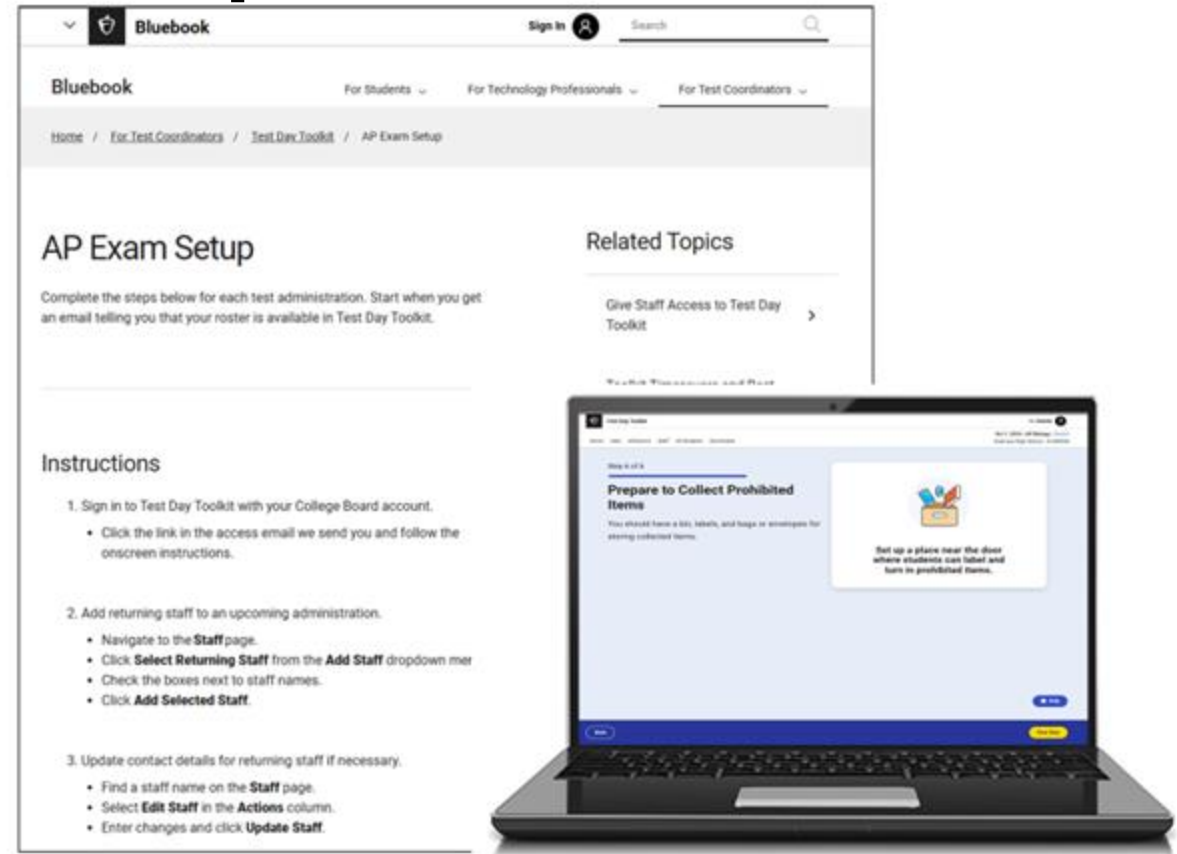 Bluebook
Sign In
Search
Bluebook
For Students
For Technology Professionals
For Test Coordinators
Home / For Test Coordinators / Test Day Toolkit / AP Exam Setup
AP Exam Setup
Complete the steps below for each test administration. Start when you get
an email telling you that your roster is available in Test Day Toolkit.
Related Topics
Give Staff Access to Test Day
Toolkit
Instructions
1. Sign in to Test Day Toolkit with your College Board account.
• Click the link in the access email we send you and follow the
onscreen instructions.
2. Add returning staff to an upcoming administration.
• Navigate to the Staff page.
• Click Select Returning Staff from the Add Staff dropdown
• Check the boxes next to staff names.
• Click Add Selected Staff.
3. Update contact details for returning staff if necessary.
• Find a staff name on the Staff page.
• Select Edit Staff in the Actions column.
• Enter changes and click Update Staff.
Test Day Toolkit
Prepare to Collect Prohibited
Items
You should have a bin, labels, and bags or envelopes for
storing collected items.
Set up a place near the door
where students can label and
turn in prohibited items.
Help
Back